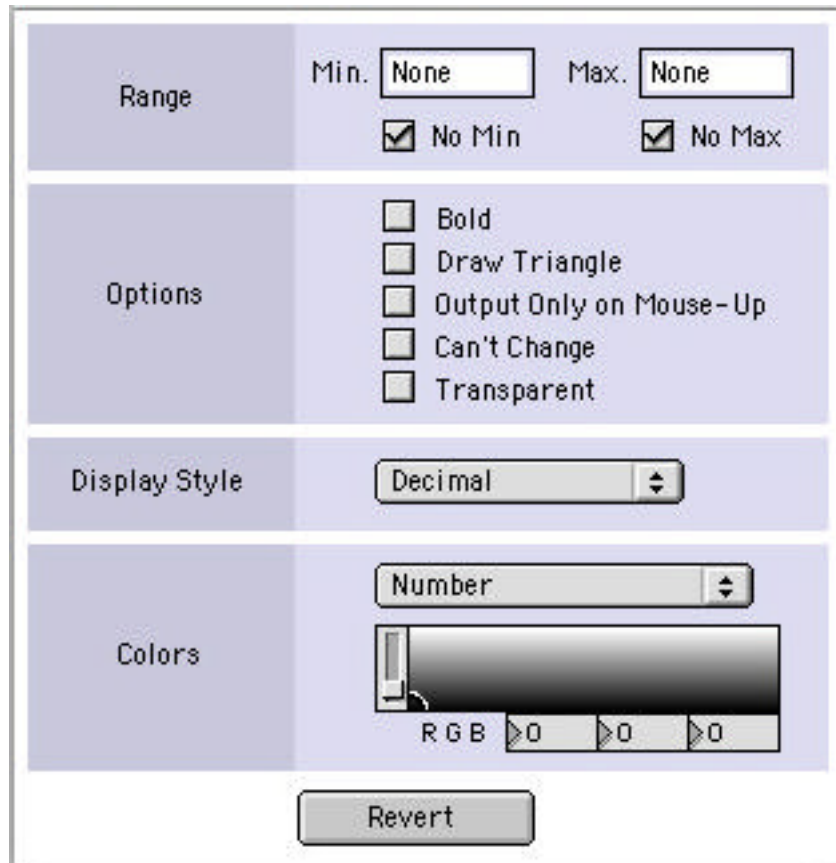 Range
Min. None Max. None
No Min No Max
Options
Bold
Draw Triangle
Output Only on Mouse-Up
Can't Change
Transparent
Display Style
Decimal
Colors
Number
R G B 0 0 0
Revert